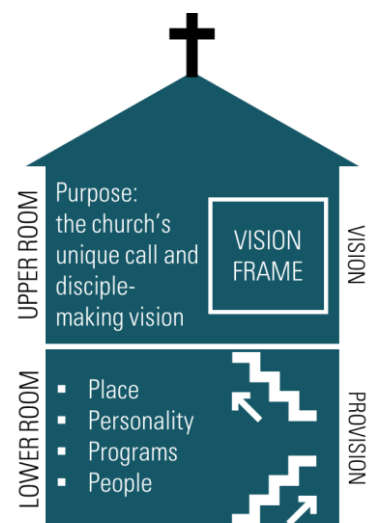 UPPER ROOM
Purpose:
the church's
unique call and
disciple-
making vision
VISION
FRAME
VISION
LOWER ROOM
▪ Place
▪ Personality
▪ Programs
▪ People
PROVISION